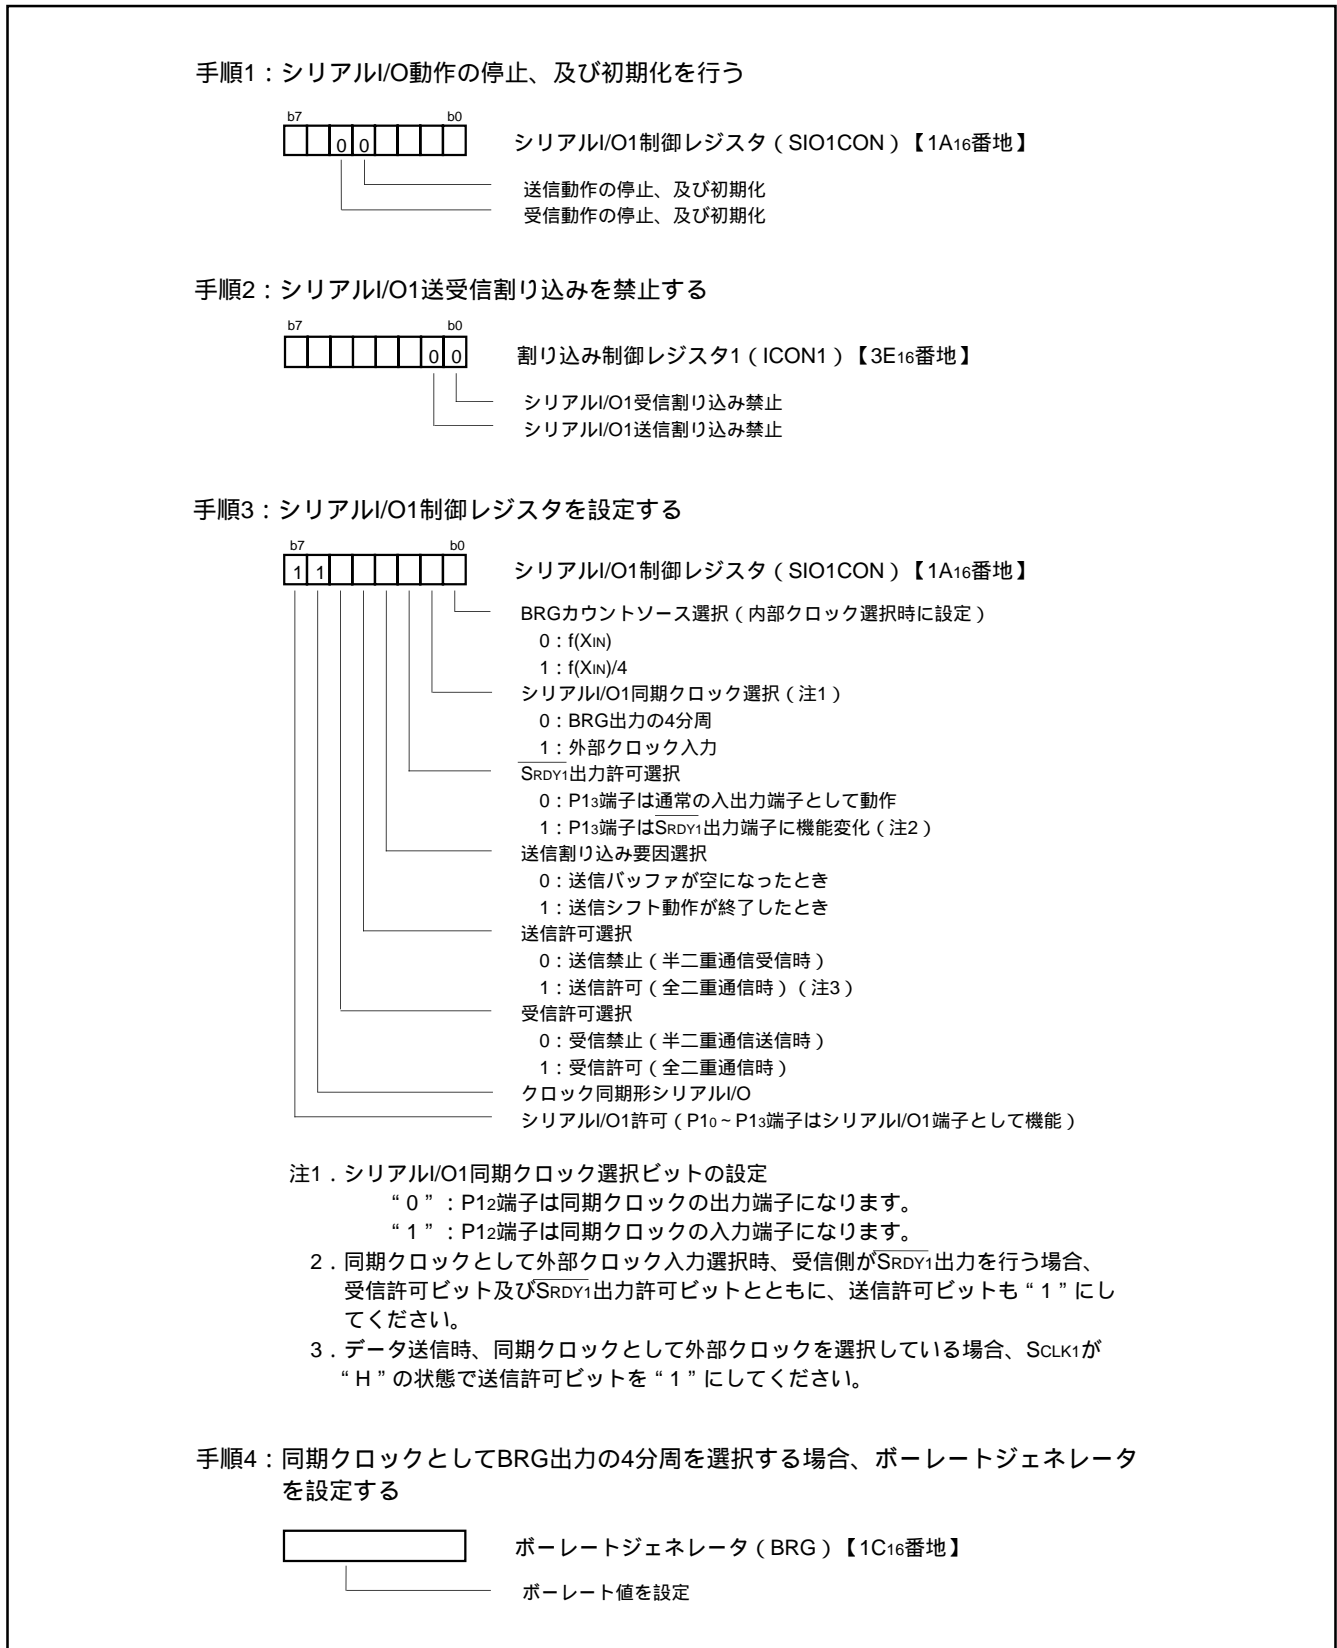 手順1：シリアルI/O動作の停止、及び初期化を行う
b7 b0
0 0 シリアルI/O1制御レジスタ（SIO1CON）【1A16番地】
送信動作の停止、及び初期化
受信動作の停止、及び初期化
手順2：シリアルI/O1送受信割り込みを禁止する
b7 b0
0 0 割り込み制御レジスタ1（ICON1）【3E16番地】
シリアルI/O1受信割り込み禁止
シリアルI/O1送信割り込み禁止
手順3：シリアルI/O1制御レジスタを設定する
b7 b0
1 1 シリアルI/O1制御レジスタ（SIO1CON）【1A16番地】
BRGカウントソース選択（内部クロック選択時に設定）
0：f(XIN)
1：f(XIN)/4
シリアルI/O1同期クロック選択（注1）
0：BRG出力の4分周
1：外部クロック入力
SRDY1出力許可選択
0：P13端子は通常の入出力端子として動作
1：P13端子はSRDY1出力端子に機能変化（注2）
送信割り込み要因選択
0：送信バッファが空になったとき
1：送信シフト動作が終了したとき
送信許可選択
0：送信禁止（半二重通信受信時）
1：送信許可（全二重通信時）（注3）
受信許可選択
0：受信禁止（半二重通信送信時）
1：受信許可（全二重通信時）
クロック同期形シリアルI/O
シリアルI/O1許可（P10～P13端子はシリアルI/O1端子として機能）
注1．シリアルI/O1同期クロック選択ビットの設定
“0”：P12端子は同期クロックの出力端子になります。
“1”：P12端子は同期クロックの入力端子になります。
2．同期クロックとして外部クロック入力選択時、受信側がSRDY1出力を行う場合、
受信許可ビット及びSRDY1出力許可ビットとともに、送信許可ビットも“1”にし
てください。
3．データ送信時、同期クロックとして外部クロックを選択している場合、SCLK1が
“H”の状態で送信許可ビットを“1”にしてください。
手順4：同期クロックとしてBRG出力の4分周を選択する場合、ボーレートジェネレータ
を設定する
ボーレートジェネレータ（BRG）【1C16番地】
ボーレート値を設定